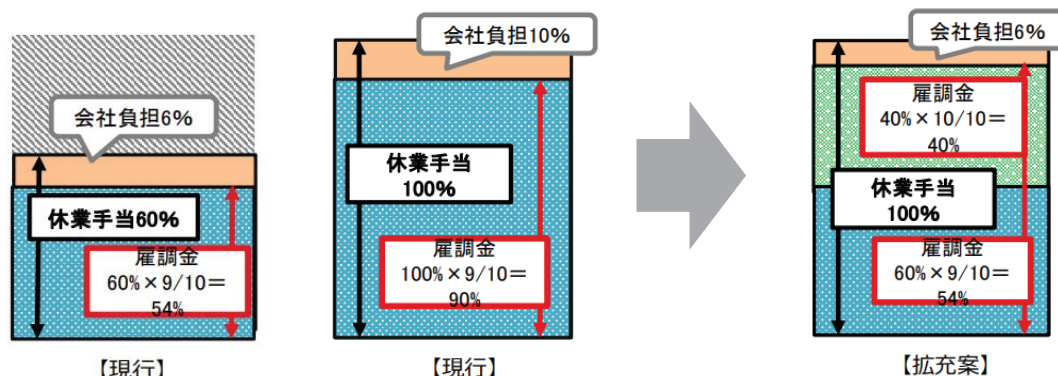 会社負担6%
休業手当60%
雇調金
60%×9/10＝
54%
【現行】
会社負担10%
休業手当
100%
雇調金
100%×9/10＝
90%
【現行】
会社負担6%
雇調金
40%×10/10＝
40%
休業手当
100%
雇調金
60%×9/10＝
54%
【拡充案】